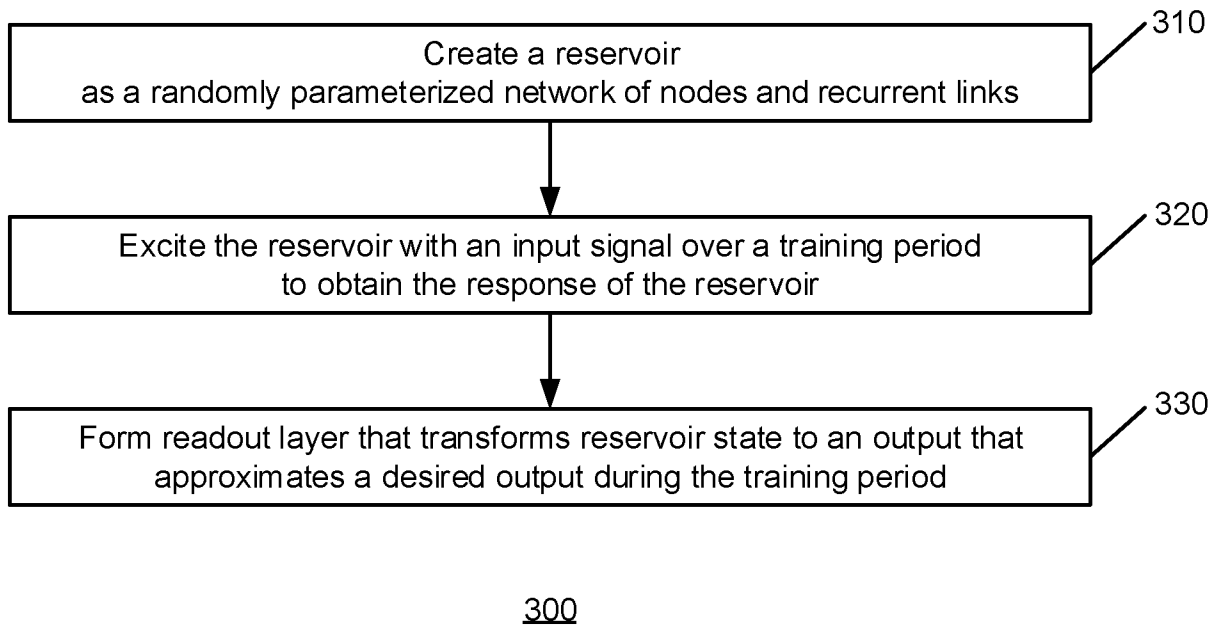 310
Create a reservoir
as a randomly parameterized network of nodes and recurrent links
320
Excite the reservoir with an input signal over a training period
to obtain the response of the reservoir
330
Form readout layer that transforms reservoir state to an output that
approximates a desired output during the training period
300